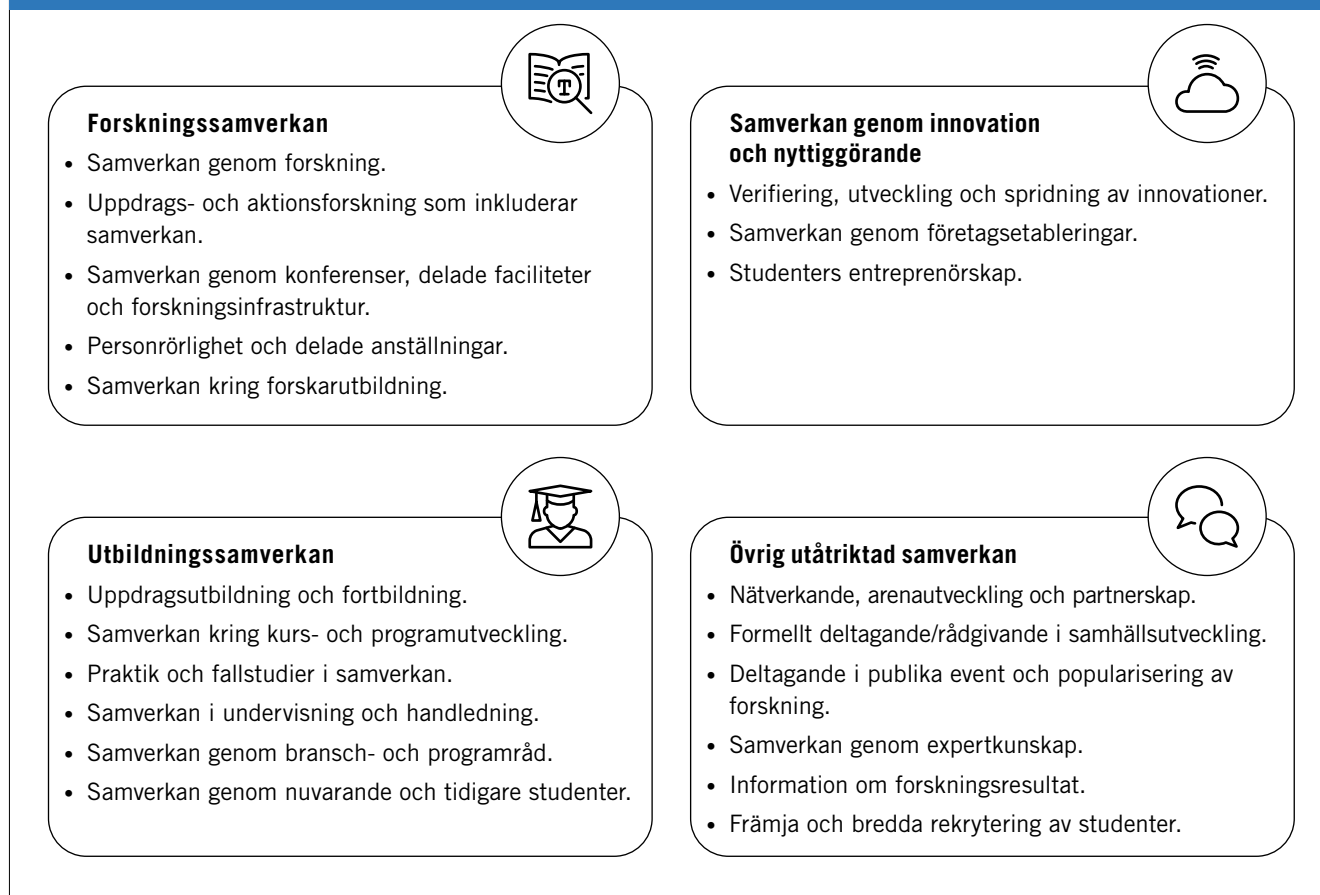 Forskningssamverkan
• Samverkan genom forskning.
• Uppdrags- och aktionsforskning som inkluderar
samverkan.
• Samverkan genom konferenser, delade faciliteter
och forskningsinfrastruktur.
• Personrörlighet och delade anställningar.
• Samverkan kring forskarutbildning.
T
Samverkan genom innovation
och nyttiggörande
• Verifiering, utveckling och spridning av innovationer.
• Samverkan genom företagsetableringar.
• Studenters entreprenörskap.
Utbildningssamverkan
• Uppdragsutbildning och fortbildning.
• Samverkan kring kurs- och programutveckling.
• Praktik och fallstudier i samverkan.
• Samverkan i undervisning och handledning.
• Samverkan genom bransch- och programråd.
• Samverkan genom nuvarande och tidigare studenter.
Övrig utåtriktad samverkan
• Nätverkande, arenautveckling och partnerskap.
• Formellt deltagande/rådgivande i samhällsutveckling.
• Deltagande i publika event och popularisering av
forskning.
• Samverkan genom expertkunskap.
• Information om forskningsresultat.
• Främja och bredda rekrytering av studenter.